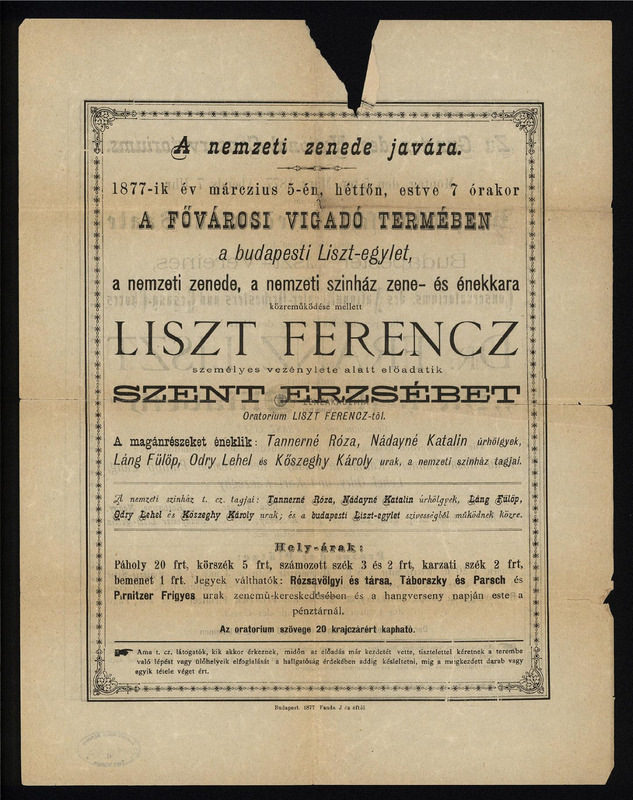 A nemzeti zenede javára.
1877-ik év márczius 5-én, hétfőn, estve 7 órakor
A FŐVÁROSI VIGADÓ TERMÉBEN
a budapesti Liszt-egylet,
a nemzeti zenede, a nemzeti szinház zene- és énekkara
közremüködése mellett
LISZT FERENCZ
személyes vezénylete alatt előadatik
SZENT ERZSÉBET
Oratorium LISZT FERENCZ-töl.
A magánrészeket éneklik: Tannerné Róza, Nádayné Katalin úrhölgyek,
Láng Fülöp, Odry Lehel és Kőszeghy Károly urak, a nemzeti szinház tagjai.
A nemzeti szinház t. cz. tagjai: Tannerné Róza, Nádayné Katalin úrhölgyek, Láng Fülöp,
Odry Lehel és Kőszeghy Károly urak; és a budapesti Liszt-egylet szivességből működnek közre.
Hely-árak:
Páholy 20 frt, körszék 5 frt, számozott szék 3 és 2 frt, karzati szék 2 frt,
bemenet 1 frt. Jegyek válthatók: Rózsavölgyi és társa, Táborszky és Parsch és
Pirnitzer Frigyes urak zenemű-kereskedésében és a hangverseny napján este a
pénztárnál.
Az oratorium szövege 20 krajczárért kapható.
Ama t. cz. látogatók, kik akkor érkeznek, midőn az előadás már kezdetét vette, tisztelettel kéretnek a terembe
való lépést vagy ülőhelyeik elfoglalását a hallgatóság érdekében addig késleltetni, mig a megkezdett darab vagy
egyik tétele véget ért.
Budapest. 1877